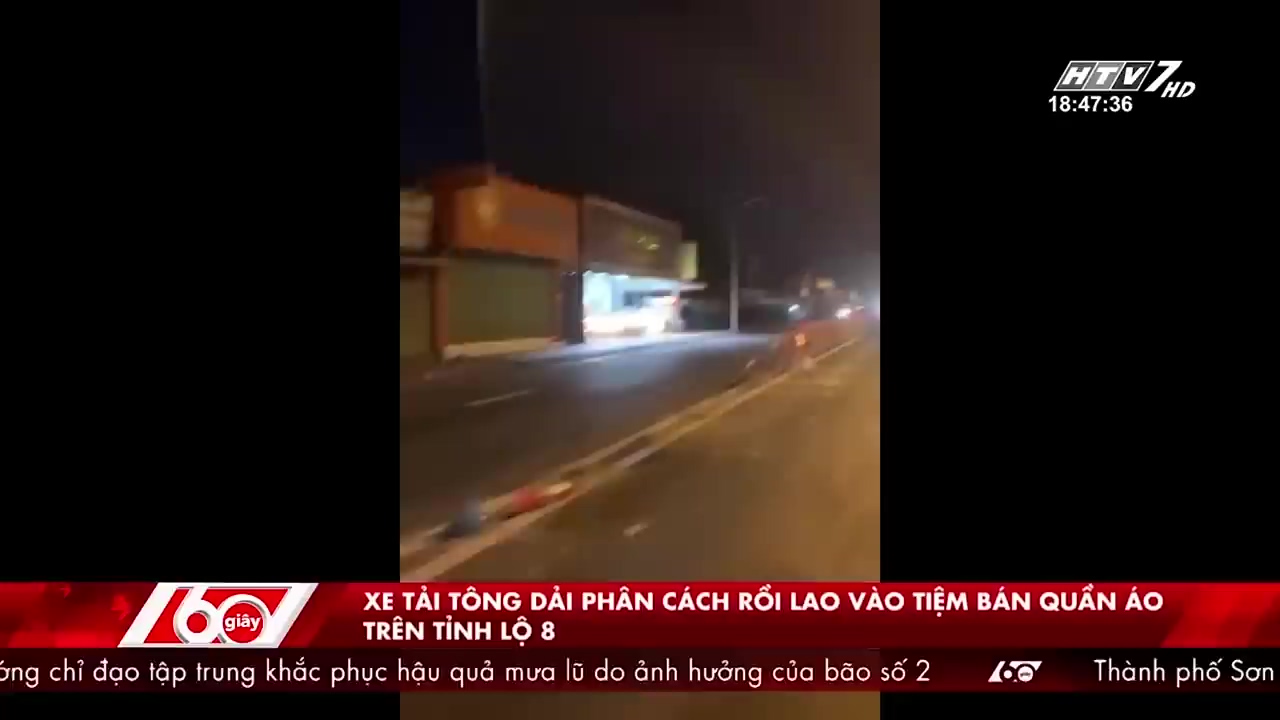 HTV7 HD
18:47:36
60 giây
XE TẢI TÔNG DẢI PHÂN CÁCH RỒI LAO VÀO TIỆM BÁN QUẦN ÁO
TRÊN TỈNH LỘ 8
chỉ đạo tập trung khắc phục hậu quả mưa lũ do ảnh hưởng của bão số 2 60 giây Thành phố Sơn